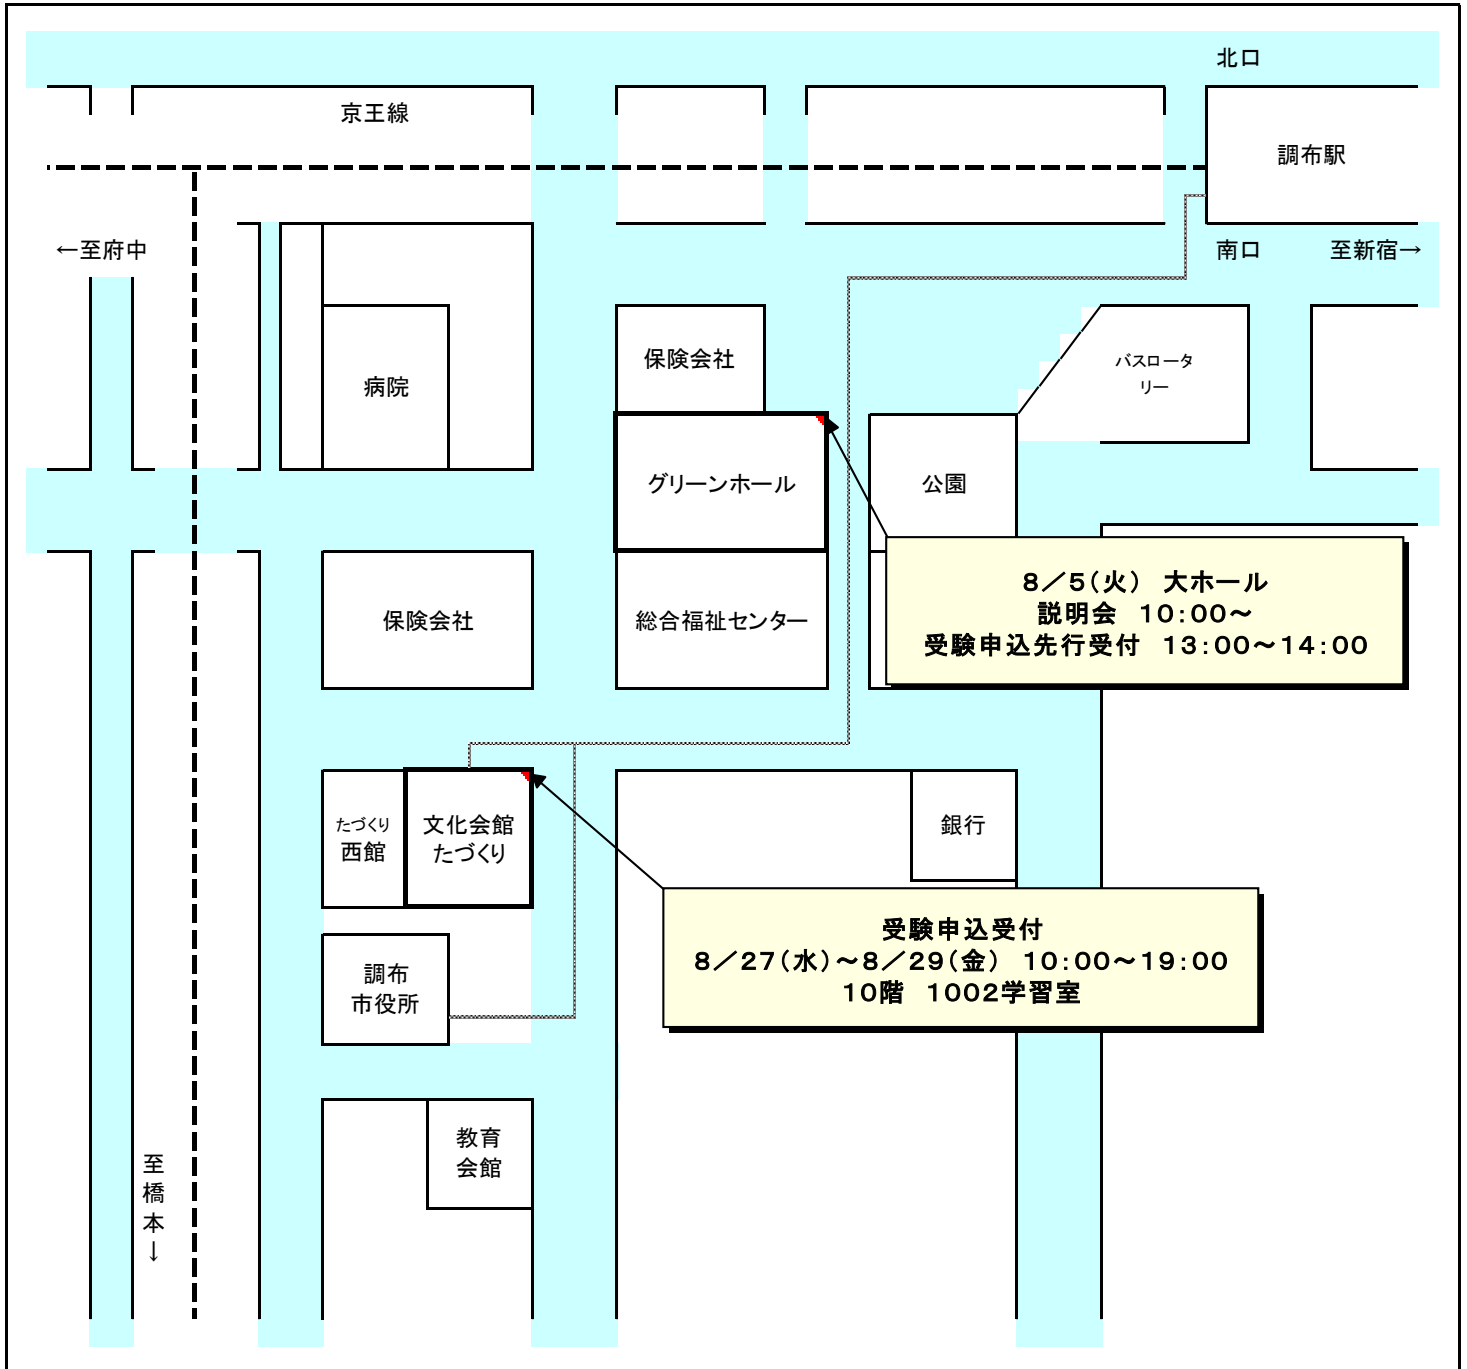 北口
京王線
調布駅
←至府中
南口
至新宿→
保険会社
バスロータ
リー
病院
グリーンホール
公園
8／5（火）　大ホール
説明会　10：00～
受験申込先行受付　13：00～14：00
保険会社
総合福祉センター
たづくり
西館
文化会館
たづくり
銀行
受験申込受付
8／27（水）～8／29（金）　10：00～19：00
10階　1002学習室
調布
市役所
教育
会館
至
橋
本
↓